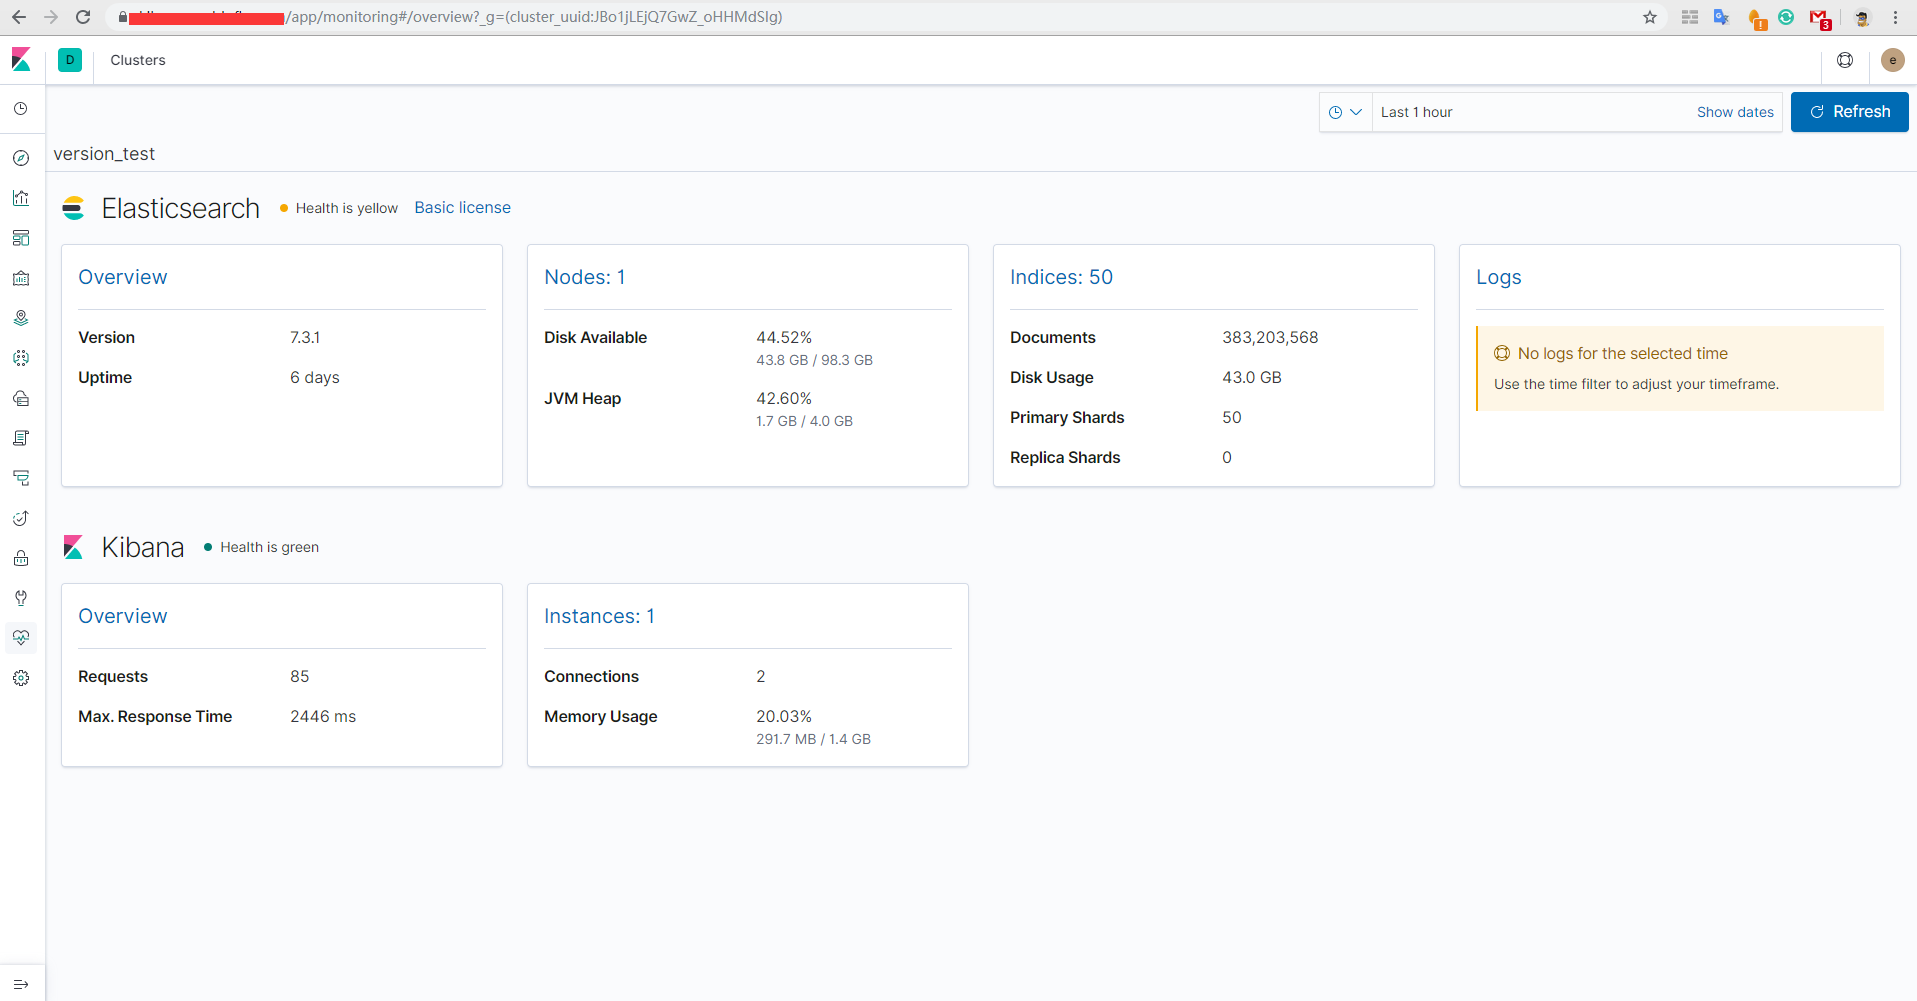 /app/monitoring#/overview?_g=(cluster_uuid:JBo1jLEjQ7GwZ_oHHMdSIg)
3
D
Clusters
e
Last 1 hour
Show dates
Refresh
version_test
Elasticsearch
Health is yellow
Basic license
Overview
Version 7.3.1
Uptime 6 days
Nodes: 1
Disk Available 44.52%
43.8 GB / 98.3 GB
JVM Heap 42.60%
1.7 GB / 4.0 GB
Indices: 50
Documents 383,203,568
Disk Usage 43.0 GB
Primary Shards 50
Replica Shards 0
Logs
No logs for the selected time
Use the time filter to adjust your timeframe.
Kibana
Health is green
Overview
Requests 85
Max. Response Time 2446 ms
Instances: 1
Connections 2
Memory Usage 20.03%
291.7 MB / 1.4 GB